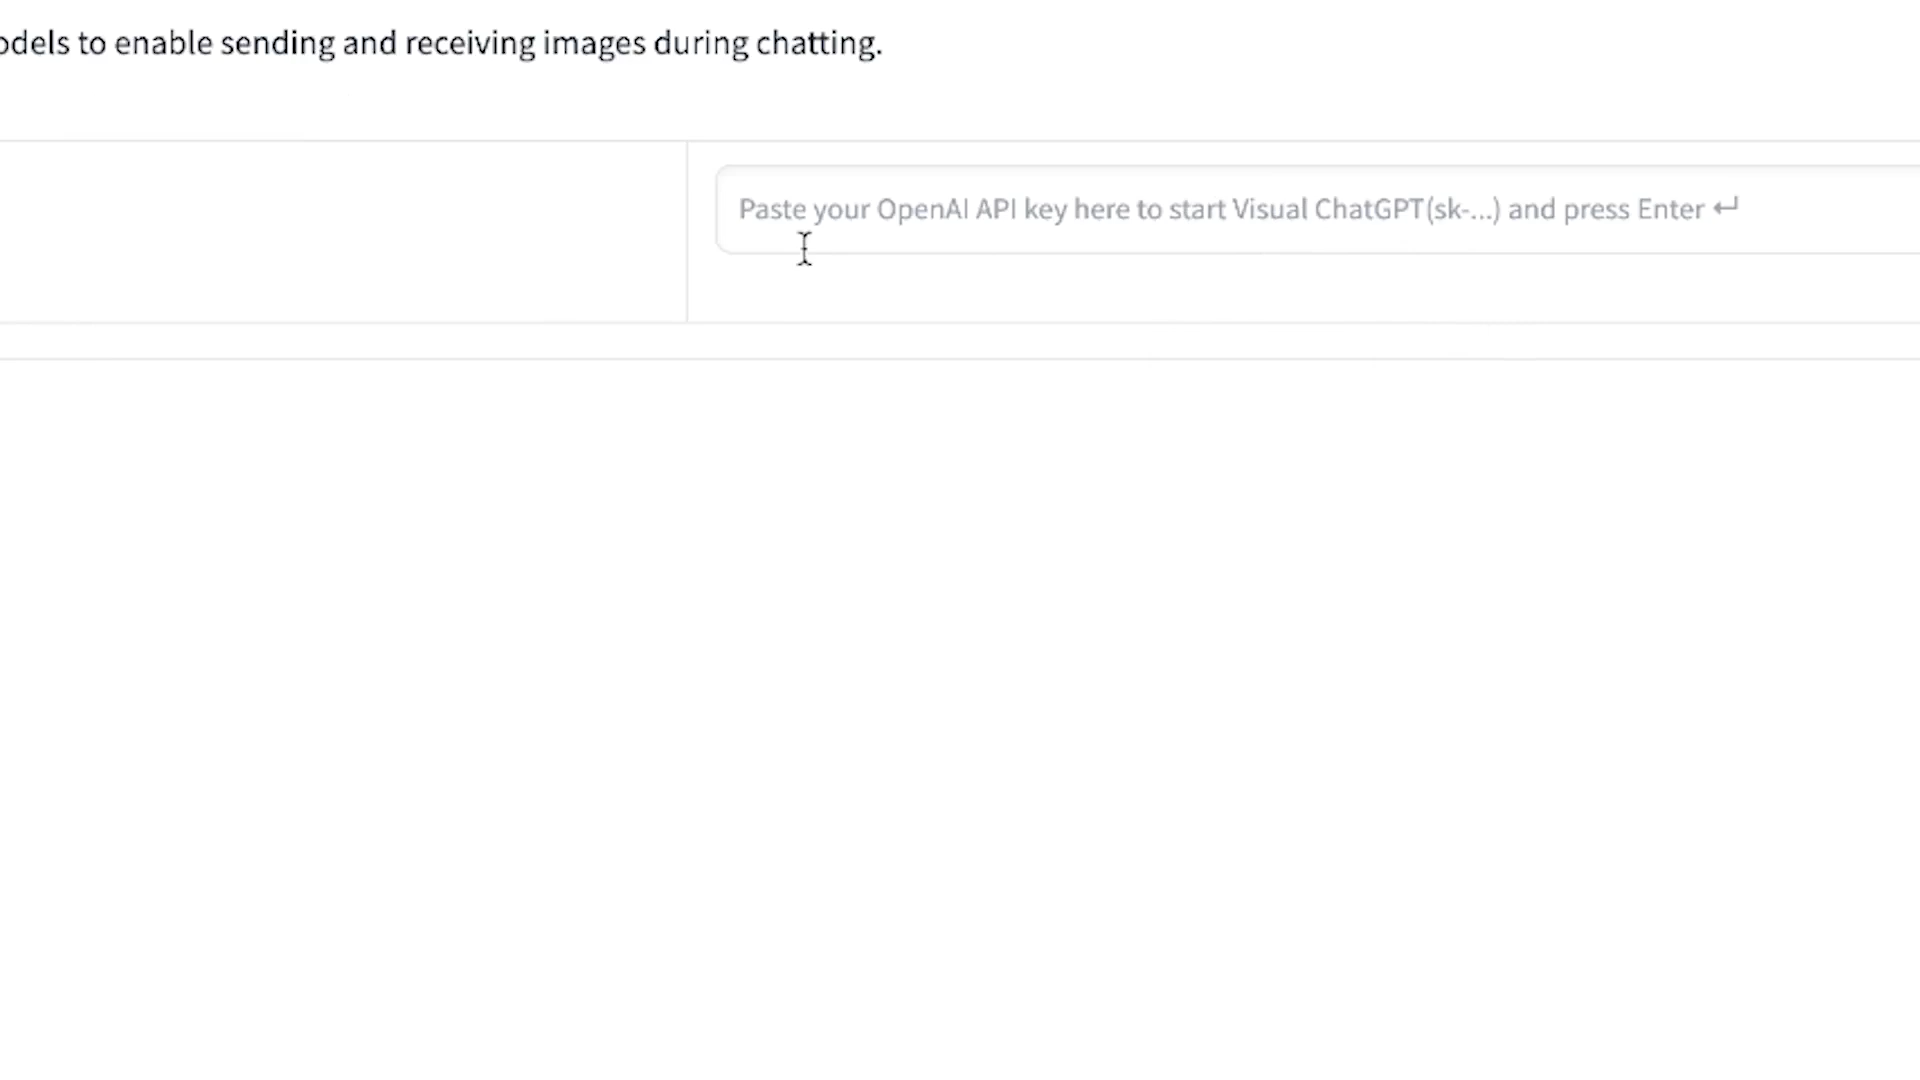 to enable sending and receiving images during chatting.
Paste your OpenAI API key here to start Visual ChatGPT(sk-...) and press Enter ↵